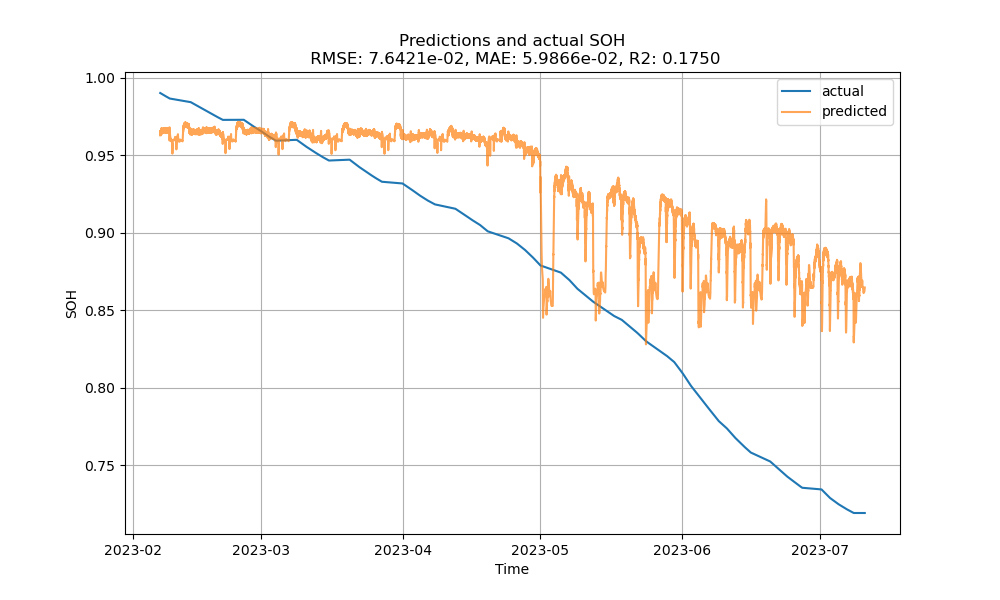 Predictions and actual SOH
RMSE: 7.6421e-02, MAE: 5.9866e-02, R2: 0.1750
actual
predicted
1.00
0.95
0.90
0.85
0.80
0.75
SOH
2023-02
2023-03
2023-04
2023-05
2023-06
2023-07
Time